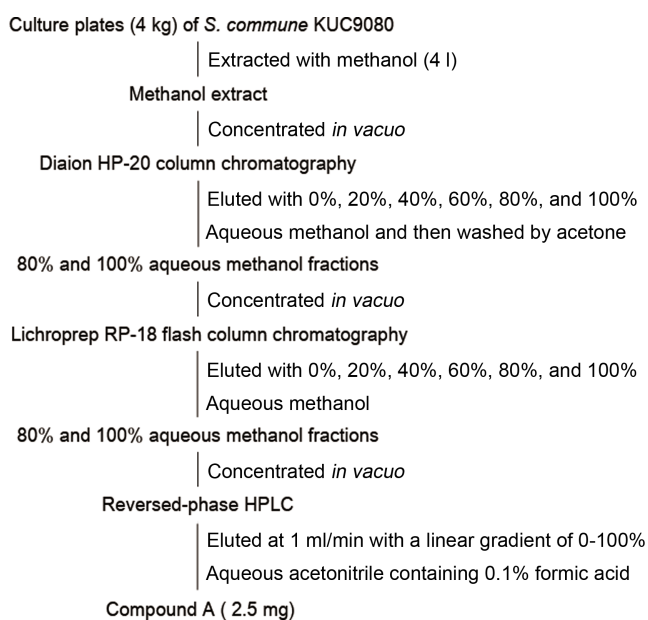 Culture plates (4 kg) of S. commune KUC9080
Extracted with methanol (4 l)
Methanol extract
Concentrated in vacuo
Diaion HP-20 column chromatography
Eluted with 0%, 20%, 40%, 60%, 80%, and 100%
Aqueous methanol and then washed by acetone
80% and 100% aqueous methanol fractions
Concentrated in vacuo
Lichroprep RP-18 flash column chromatography
Eluted with 0%, 20%, 40%, 60%, 80%, and 100%
Aqueous methanol
80% and 100% aqueous methanol fractions
Concentrated in vacuo
Reversed-phase HPLC
Eluted at 1 ml/min with a linear gradient of 0-100%
Aqueous acetonitrile containing 0.1% formic acid
Compound A ( 2.5 mg)